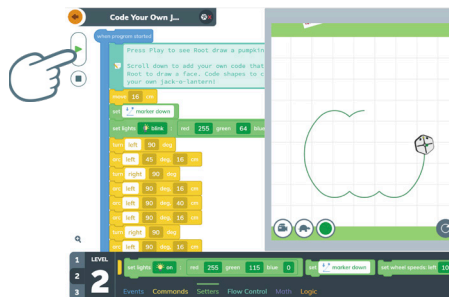 Code Your Own J...
when program started
Press Play to see Root draw a pumpkin
Scroll down to add your own code that
Root to draw a face. Code shapes to c
your own jack-o-lantern!
move 16 cm
set marker down
set lights blink red 255 green 64 blue
turn left 90 deg
arc left 45 deg, 16 cm
turn right 90 deg
arc left 90 deg, 16 cm
arc left 90 deg, 40 cm
arc left 90 deg, 16 cm
turn right 90 deg
arc left 90 deg, 16 cm
1
2
3
LEVEL
2
set lights on red 255 green 115 blue 0
set marker down
set wheel speeds: left 10
Events Commands Setters Flow Control Math Logic